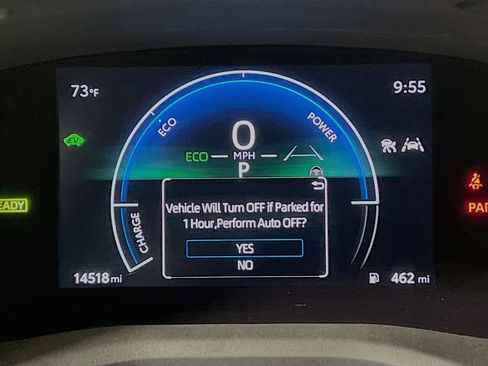 73°F
9:55
ECO
POWER
0
EV
ECO
MPH
P
READY
Vehicle Will Turn OFF if Parked for
1 Hour,Perform Auto OFF?
YES
NO
CHARGE
14518 mi
462 mi